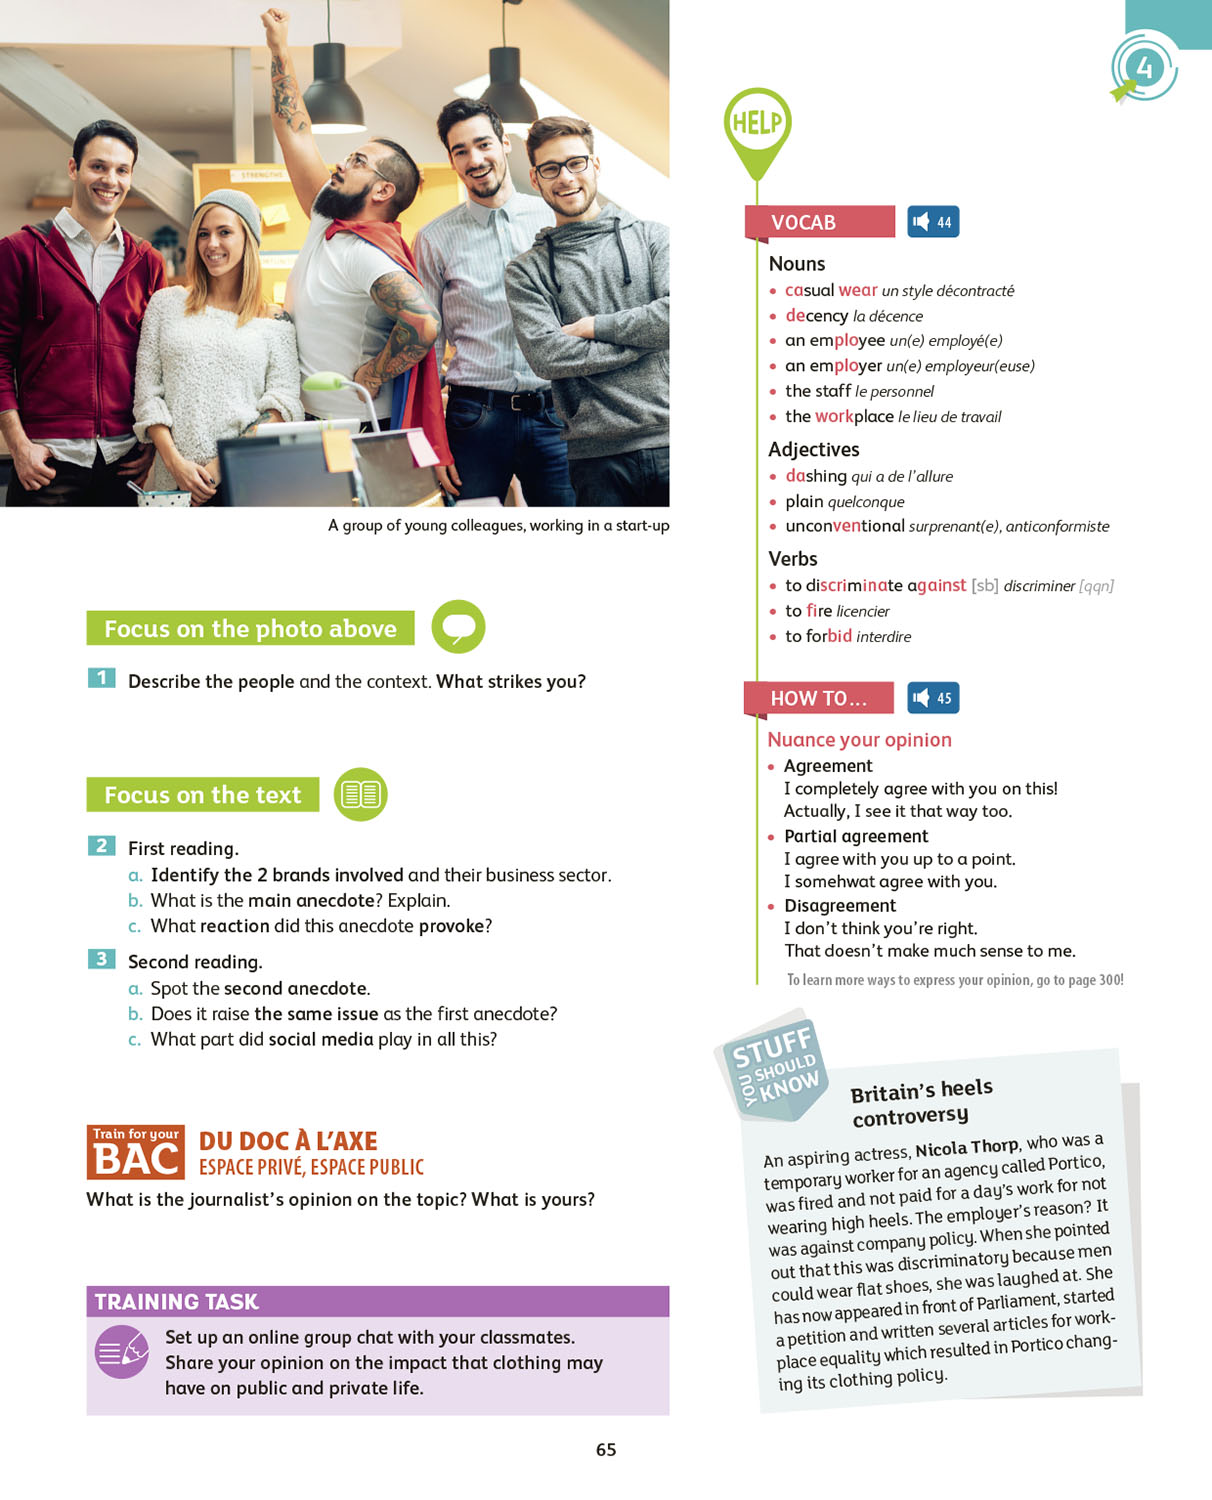 STRENGTHS
4
A group of young colleagues, working in a start-up
Focus on the photo above
1 Describe the people and the context. What strikes you?
Focus on the text
2 First reading.
a. Identify the 2 brands involved and their business sector.
b. What is the main anecdote? Explain.
c. What reaction did this anecdote provoke?
3 Second reading.
a. Spot the second anecdote.
b. Does it raise the same issue as the first anecdote?
c. What part did social media play in all this?
Train for your
BAC
DU DOC À L'AXE
ESPACE PRIVÉ, ESPACE PUBLIC
What is the journalist's opinion on the topic? What is yours?
TRAINING TASK
Set up an online group chat with your classmates.
Share your opinion on the impact that clothing may
have on public and private life.
HELP
VOCAB 44
Nouns
• casual wear un style décontracté
• decency la décence
• an employee un(e) employé(e)
• an employer un(e) employeur(euse)
• the staff le personnel
• the workplace le lieu de travail
Adjectives
• dashing qui a de l'allure
• plain quelconque
• unconventional surprenant(e), anticonformiste
Verbs
• to discriminate against [sb] discriminer [qqn]
• to fire licencier
• to forbid interdire
HOW TO... 45
Nuance your opinion
• Agreement
I completely agree with you on this!
Actually, I see it that way too.
• Partial agreement
I agree with you up to a point.
I somehwat agree with you.
• Disagreement
I don't think you're right.
That doesn't make much sense to me.
To learn more ways to express your opinion, go to page 300!
STUFF
YOU SHOULD
KNOW
Britain's heels
controversy
An aspiring actress, Nicola Thorp, who was a
temporary worker for an agency called Portico,
was fired and not paid for a day's work for not
wearing high heels. The employer's reason? It
was against company policy. When she pointed
out that this was discriminatory because men
could wear flat shoes, she was laughed at. She
has now appeared in front of Parliament, started
a petition and written several articles for work-
place equality which resulted in Portico chang-
ing its clothing policy.
65